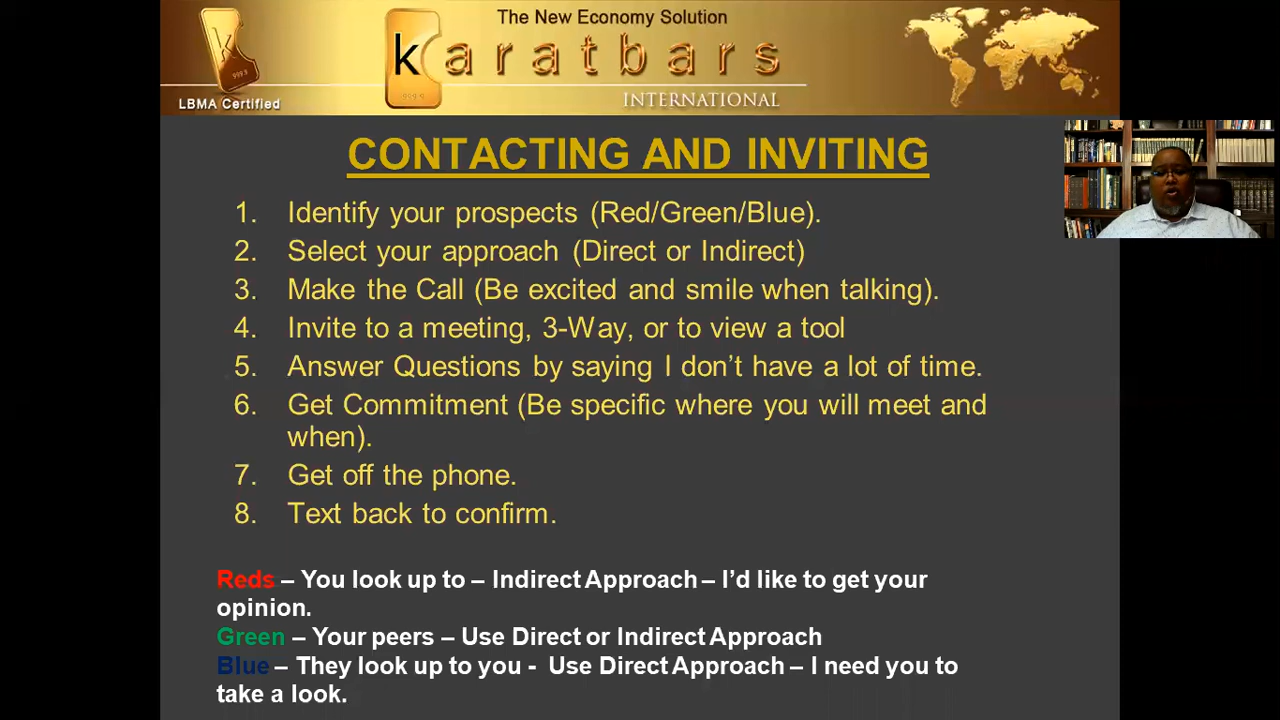 The New Economy Solution
karatbars
INTERNATIONAL
LBMA Certified
CONTACTING AND INVITING
1. Identify your prospects (Red/Green/Blue).
2. Select your approach (Direct or Indirect)
3. Make the Call (Be excited and smile when talking).
4. Invite to a meeting, 3-Way, or to view a tool
5. Answer Questions by saying I don’t have a lot of time.
6. Get Commitment (Be specific where you will meet and
when).
7. Get off the phone.
8. Text back to confirm.
Reds – You look up to – Indirect Approach – I’d like to get your
opinion.
Green – Your peers – Use Direct or Indirect Approach
Blue – They look up to you - Use Direct Approach – I need you to
take a look.